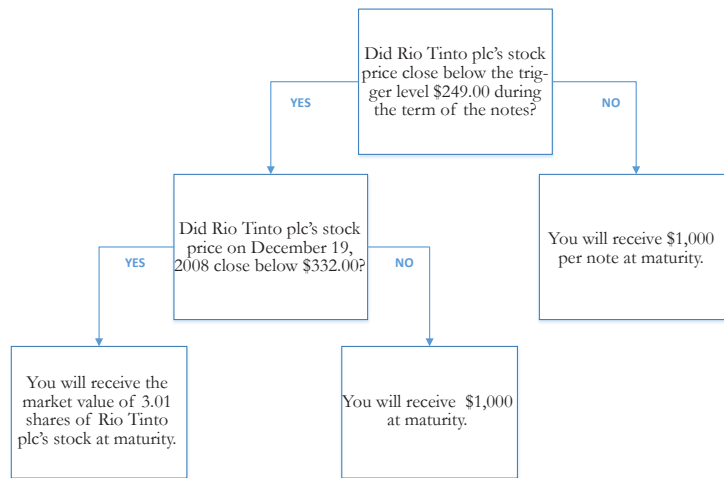 Did Rio Tinto plc's stock
price close below the trig-
ger level $249.00 during
the term of the notes?
YES
NO
Did Rio Tinto plc's stock
price on December 19,
2008 close below $332.00?
You will receive $1,000
per note at maturity.
YES
NO
You will receive the
market value of 3.01
shares of Rio Tinto
plc's stock at maturity.
You will receive $1,000
at maturity.